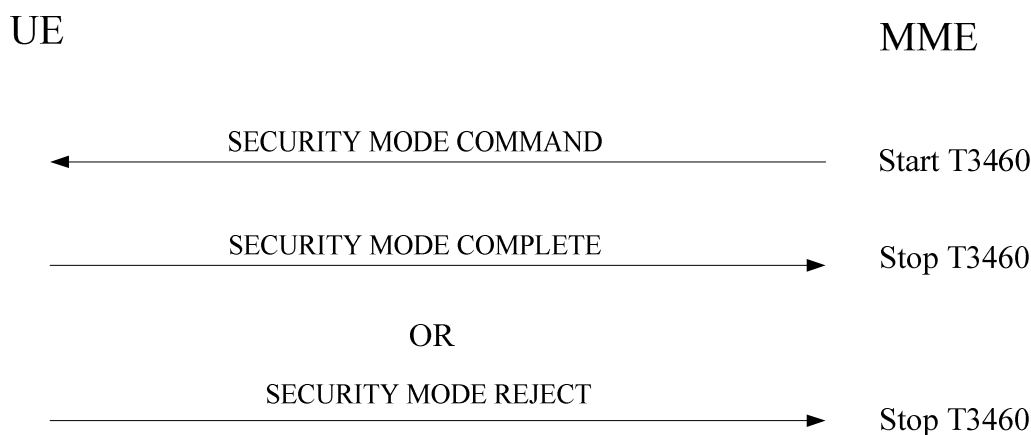 UE
MME
SECURITY MODE COMMAND
Start T3460
SECURITY MODE COMPLETE
Stop T3460
OR
SECURITY MODE REJECT
Stop T3460